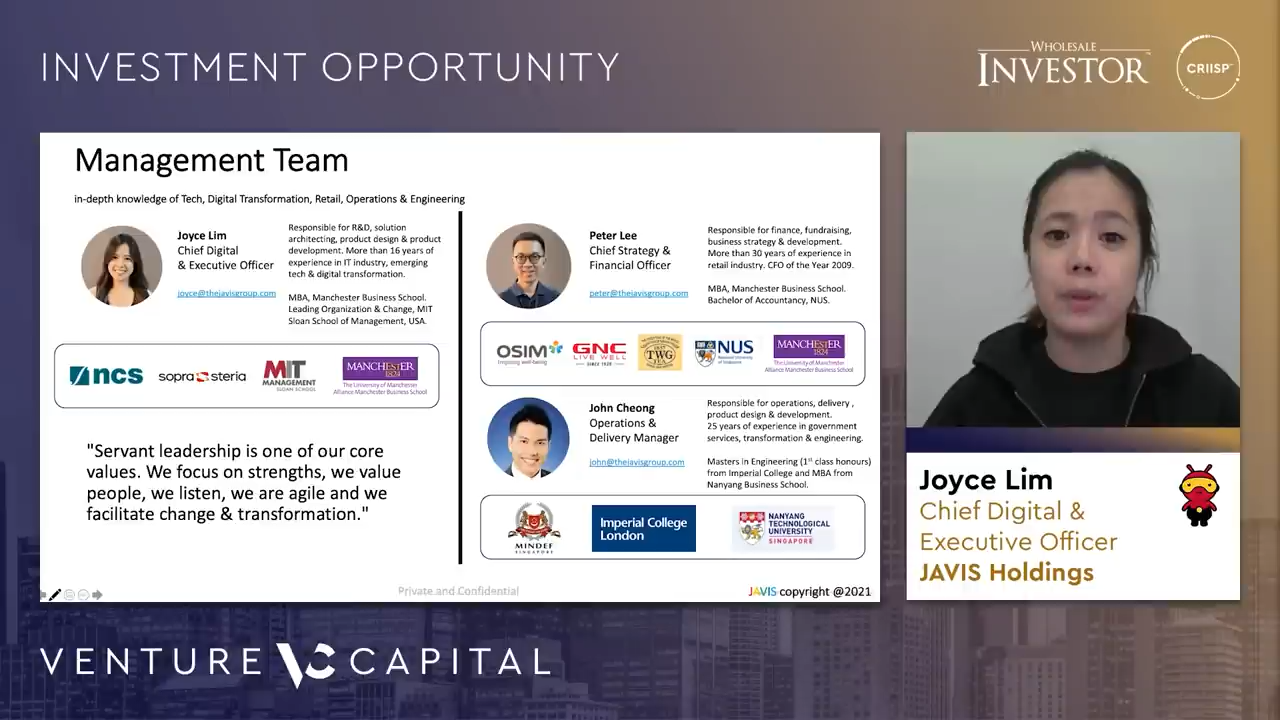 INVESTMENT OPPORTUNITY
WHOLESALE
INVESTOR
CRIISP
Management Team
in-depth knowledge of Tech, Digital Transformation, Retail, Operations & Engineering
Joyce Lim
Chief Digital
& Executive Officer
joyce@thejavisgroup.com
Responsible for R&D, solution
architecting, product design & product
development. More than 16 years of
experience in IT industry, emerging
tech & digital transformation.
MBA, Manchester Business School.
Leading Organization & Change, MIT
Sloan School of Management, USA.
ncs
sopra steria
MIT
MANAGEMENT
SLOAN SCHOOL
MANCHESTER
1824
The University of Manchester
Alliance Manchester Business School
"Servant leadership is one of our core
values. We focus on strengths, we value
people, we listen, we are agile and we
facilitate change & transformation."
Peter Lee
Chief Strategy &
Financial Officer
peter@thejavisgroup.com
Responsible for finance, fundraising,
business strategy & development.
More than 30 years of experience in
retail industry. CFO of the Year 2009.
MBA, Manchester Business School.
Bachelor of Accountancy, NUS.
OSIM
GNC
LIVE WELL
TWG
TEA
NUS
National University
of Singapore
MANCHESTER
1824
The University of Manchester
Alliance Manchester Business School
John Cheong
Operations &
Delivery Manager
john@thejavisgroup.com
Responsible for operations, delivery ,
product design & development.
25 years of experience in government
services, transformation & engineering.
Masters in Engineering (1st class honours)
from Imperial College and MBA from
Nanyang Business School.
MINDEF
SINGAPORE
Imperial College
London
NANYANG
TECHNOLOGICAL
UNIVERSITY
SINGAPORE
Private and Confidential
JAVIS copyright @2021
Joyce Lim
Chief Digital &
Executive Officer
JAVIS Holdings
VENTURE VC CAPITAL